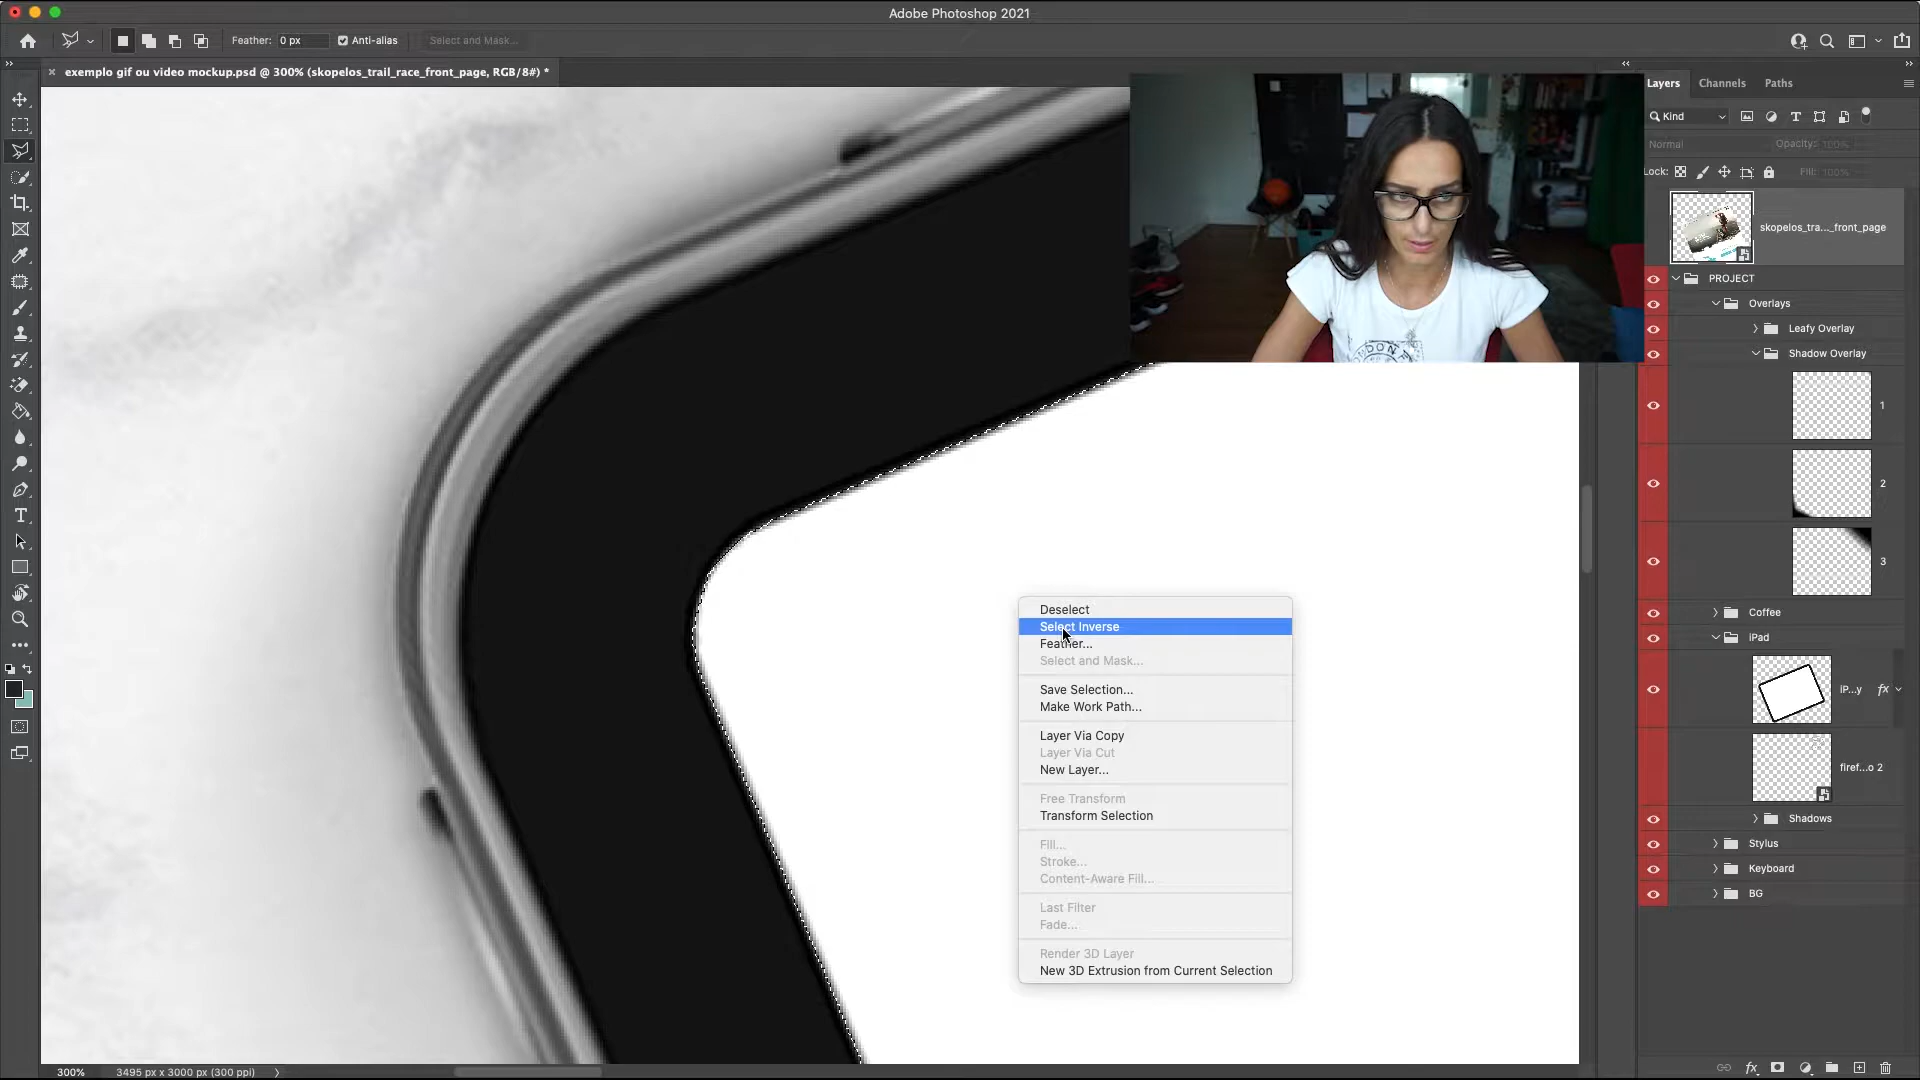 Adobe Photoshop 2021
Feather: 0 px Anti-alias Select and Mask...
exemplo gif ou video mockup.psd @ 300% (skopelos_trail_race_front_page, RGB/8#) *
Layers Channels Paths
Kind
Normal Opacity: 100%
Lock: Fill: 100%
skopelos_tra..._front_page
PROJECT
Overlays
Leafy Overlay
Shadow Overlay
1
2
3
Coffee
iPad
IP...y fx
firef...o 2
Shadows
Stylus
Keyboard
BG
Deselect
Select Inverse
Feather...
Select and Mask...
Save Selection...
Make Work Path...
Layer Via Copy
Layer Via Cut
New Layer...
Free Transform
Transform Selection
Fill...
Stroke...
Content-Aware Fill...
Last Filter
Fade...
Render 3D Layer
New 3D Extrusion from Current Selection
300% 3495 px x 3000 px (300 ppi)
fx